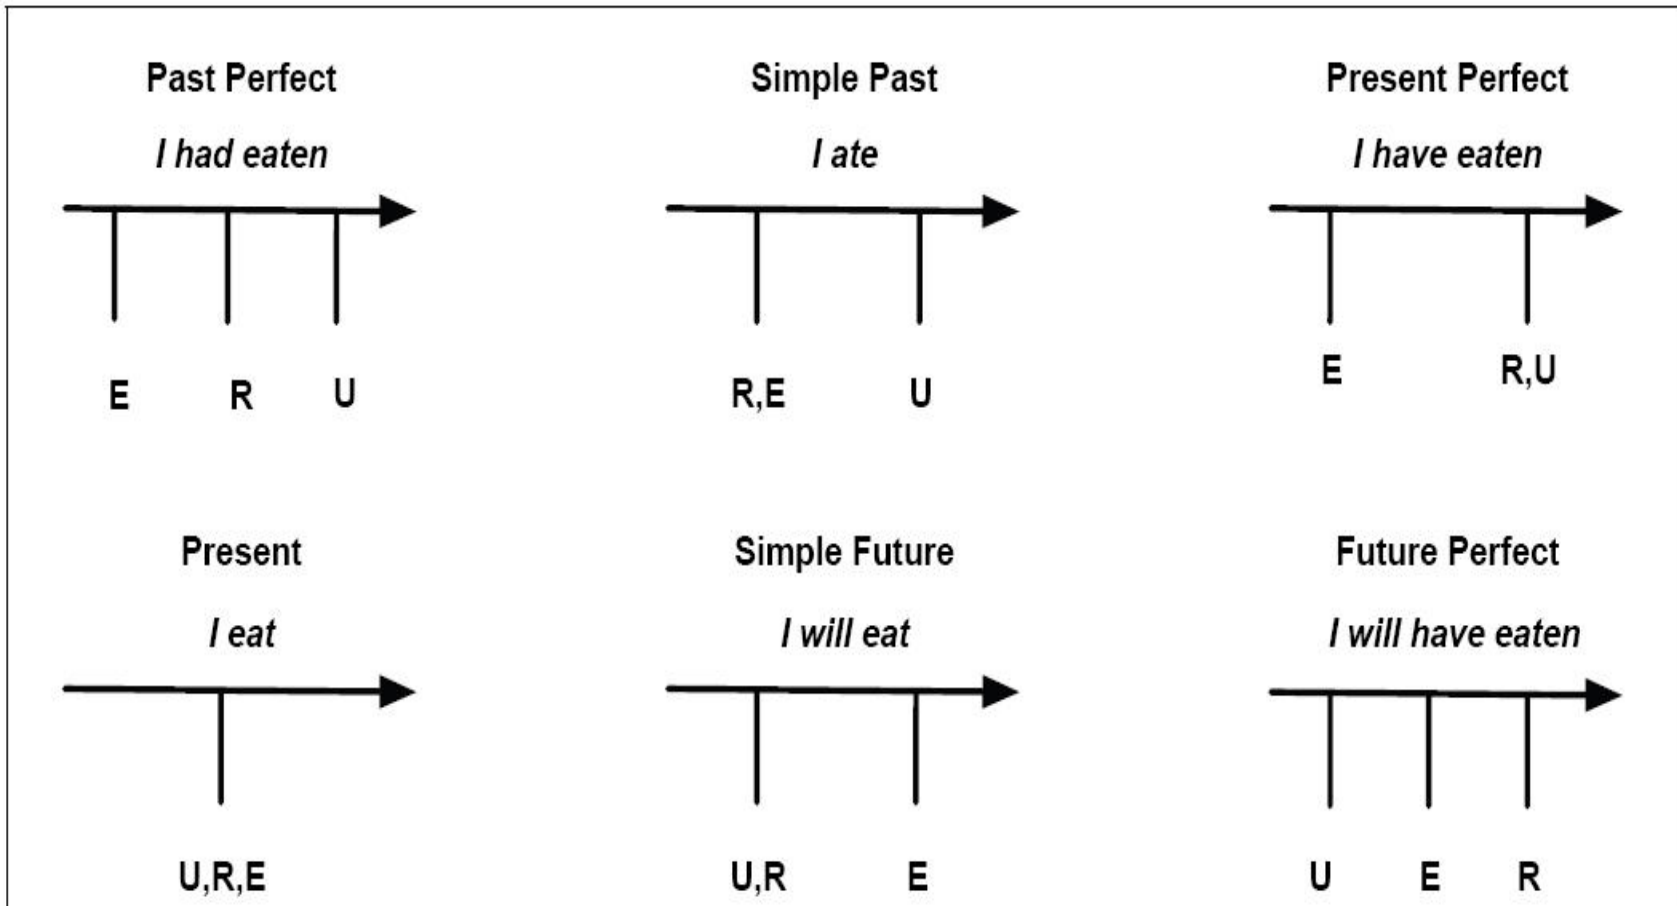 Past Perfect
I had eaten
E R U
Simple Past
I ate
R,E U
Present Perfect
I have eaten
E R,U
Present
I eat
U,R,E
Simple Future
I will eat
U,R E
Future Perfect
I will have eaten
U E R